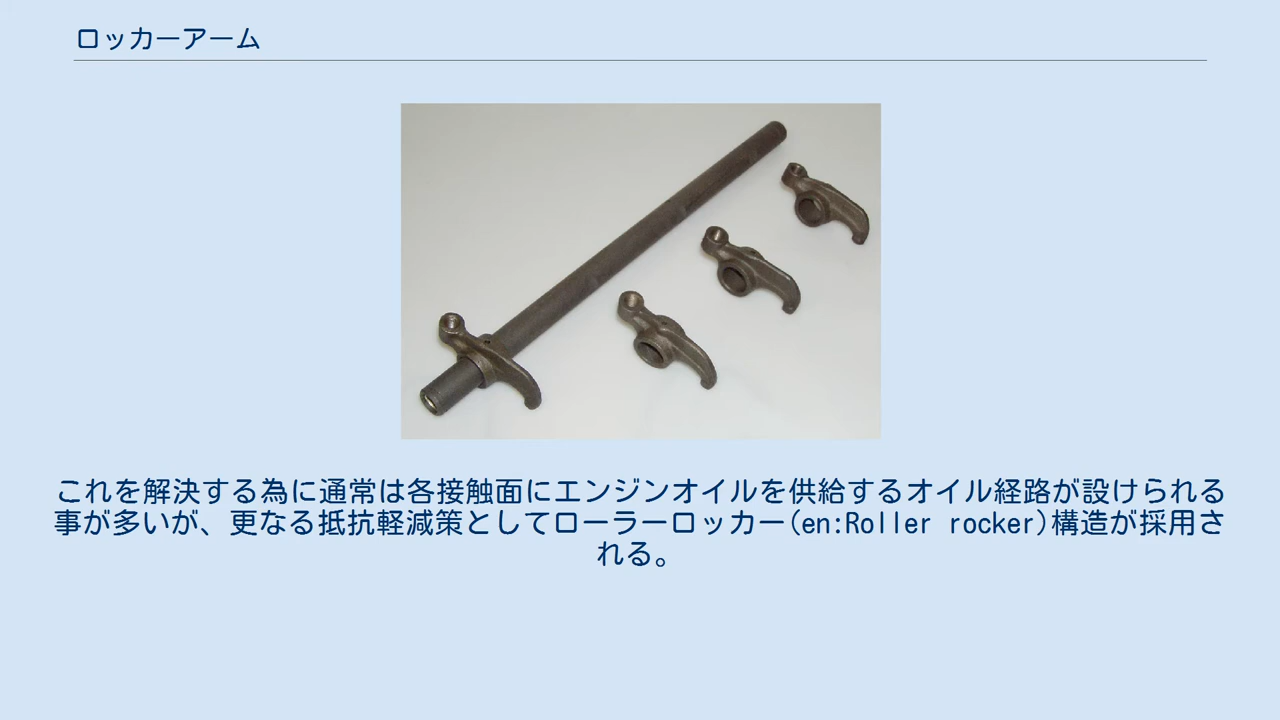 ロッカーアーム
これを解決する為に通常は各接触面にエンジンオイルを供給するオイル経路が設けられる
事が多いが、更なる抵抗軽減策としてローラーロッカー(en:Roller rocker)構造が採用さ
れる。